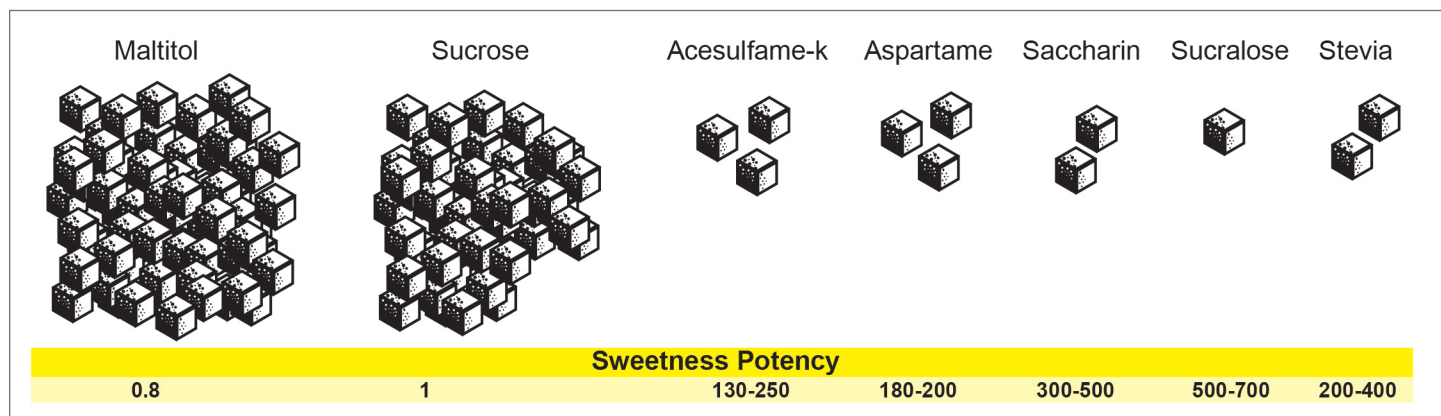 Maltitol Sucrose Acesulfame-k Aspartame Saccharin Sucralose Stevia
Sweetness Potency
0.8 1 130-250 180-200 300-500 500-700 200-400